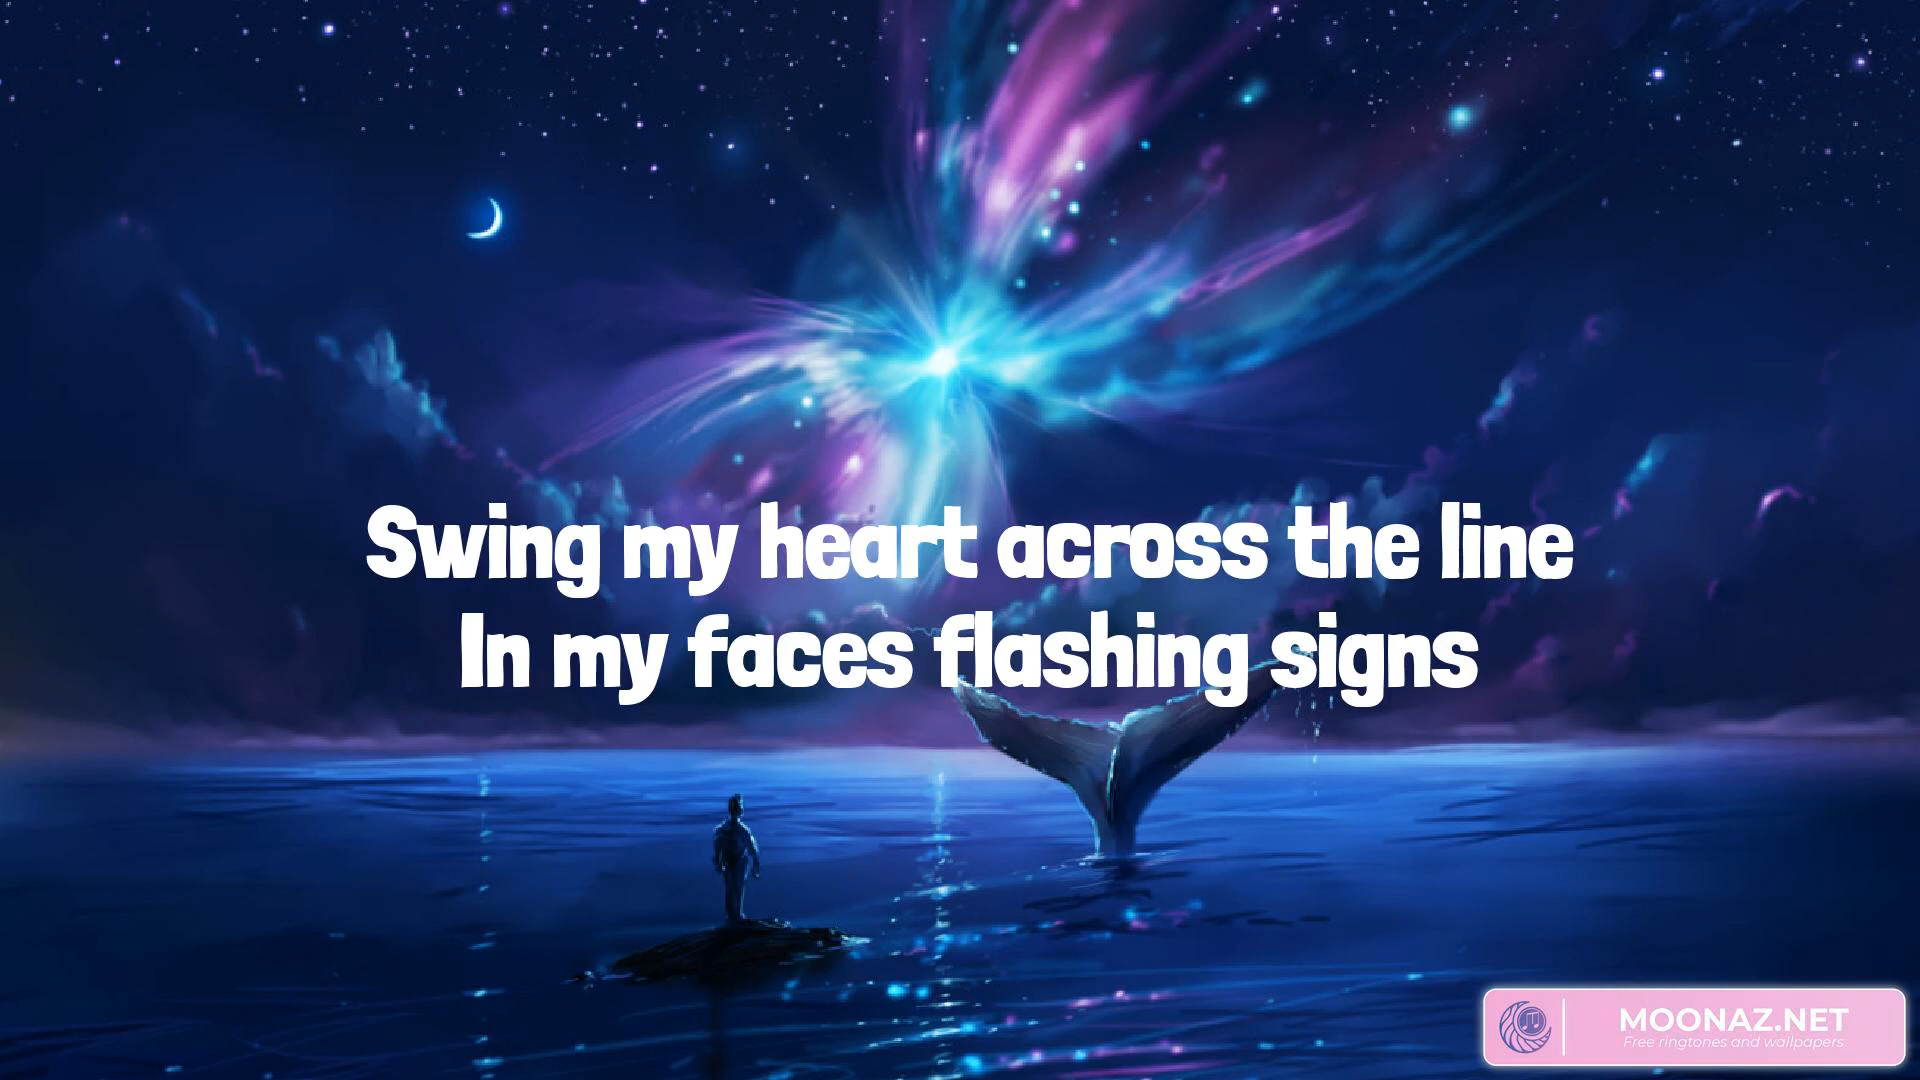 Swing my heart across the line
In my faces flashing signs
MOONAZ.NET
Free ringtones and wallpapers